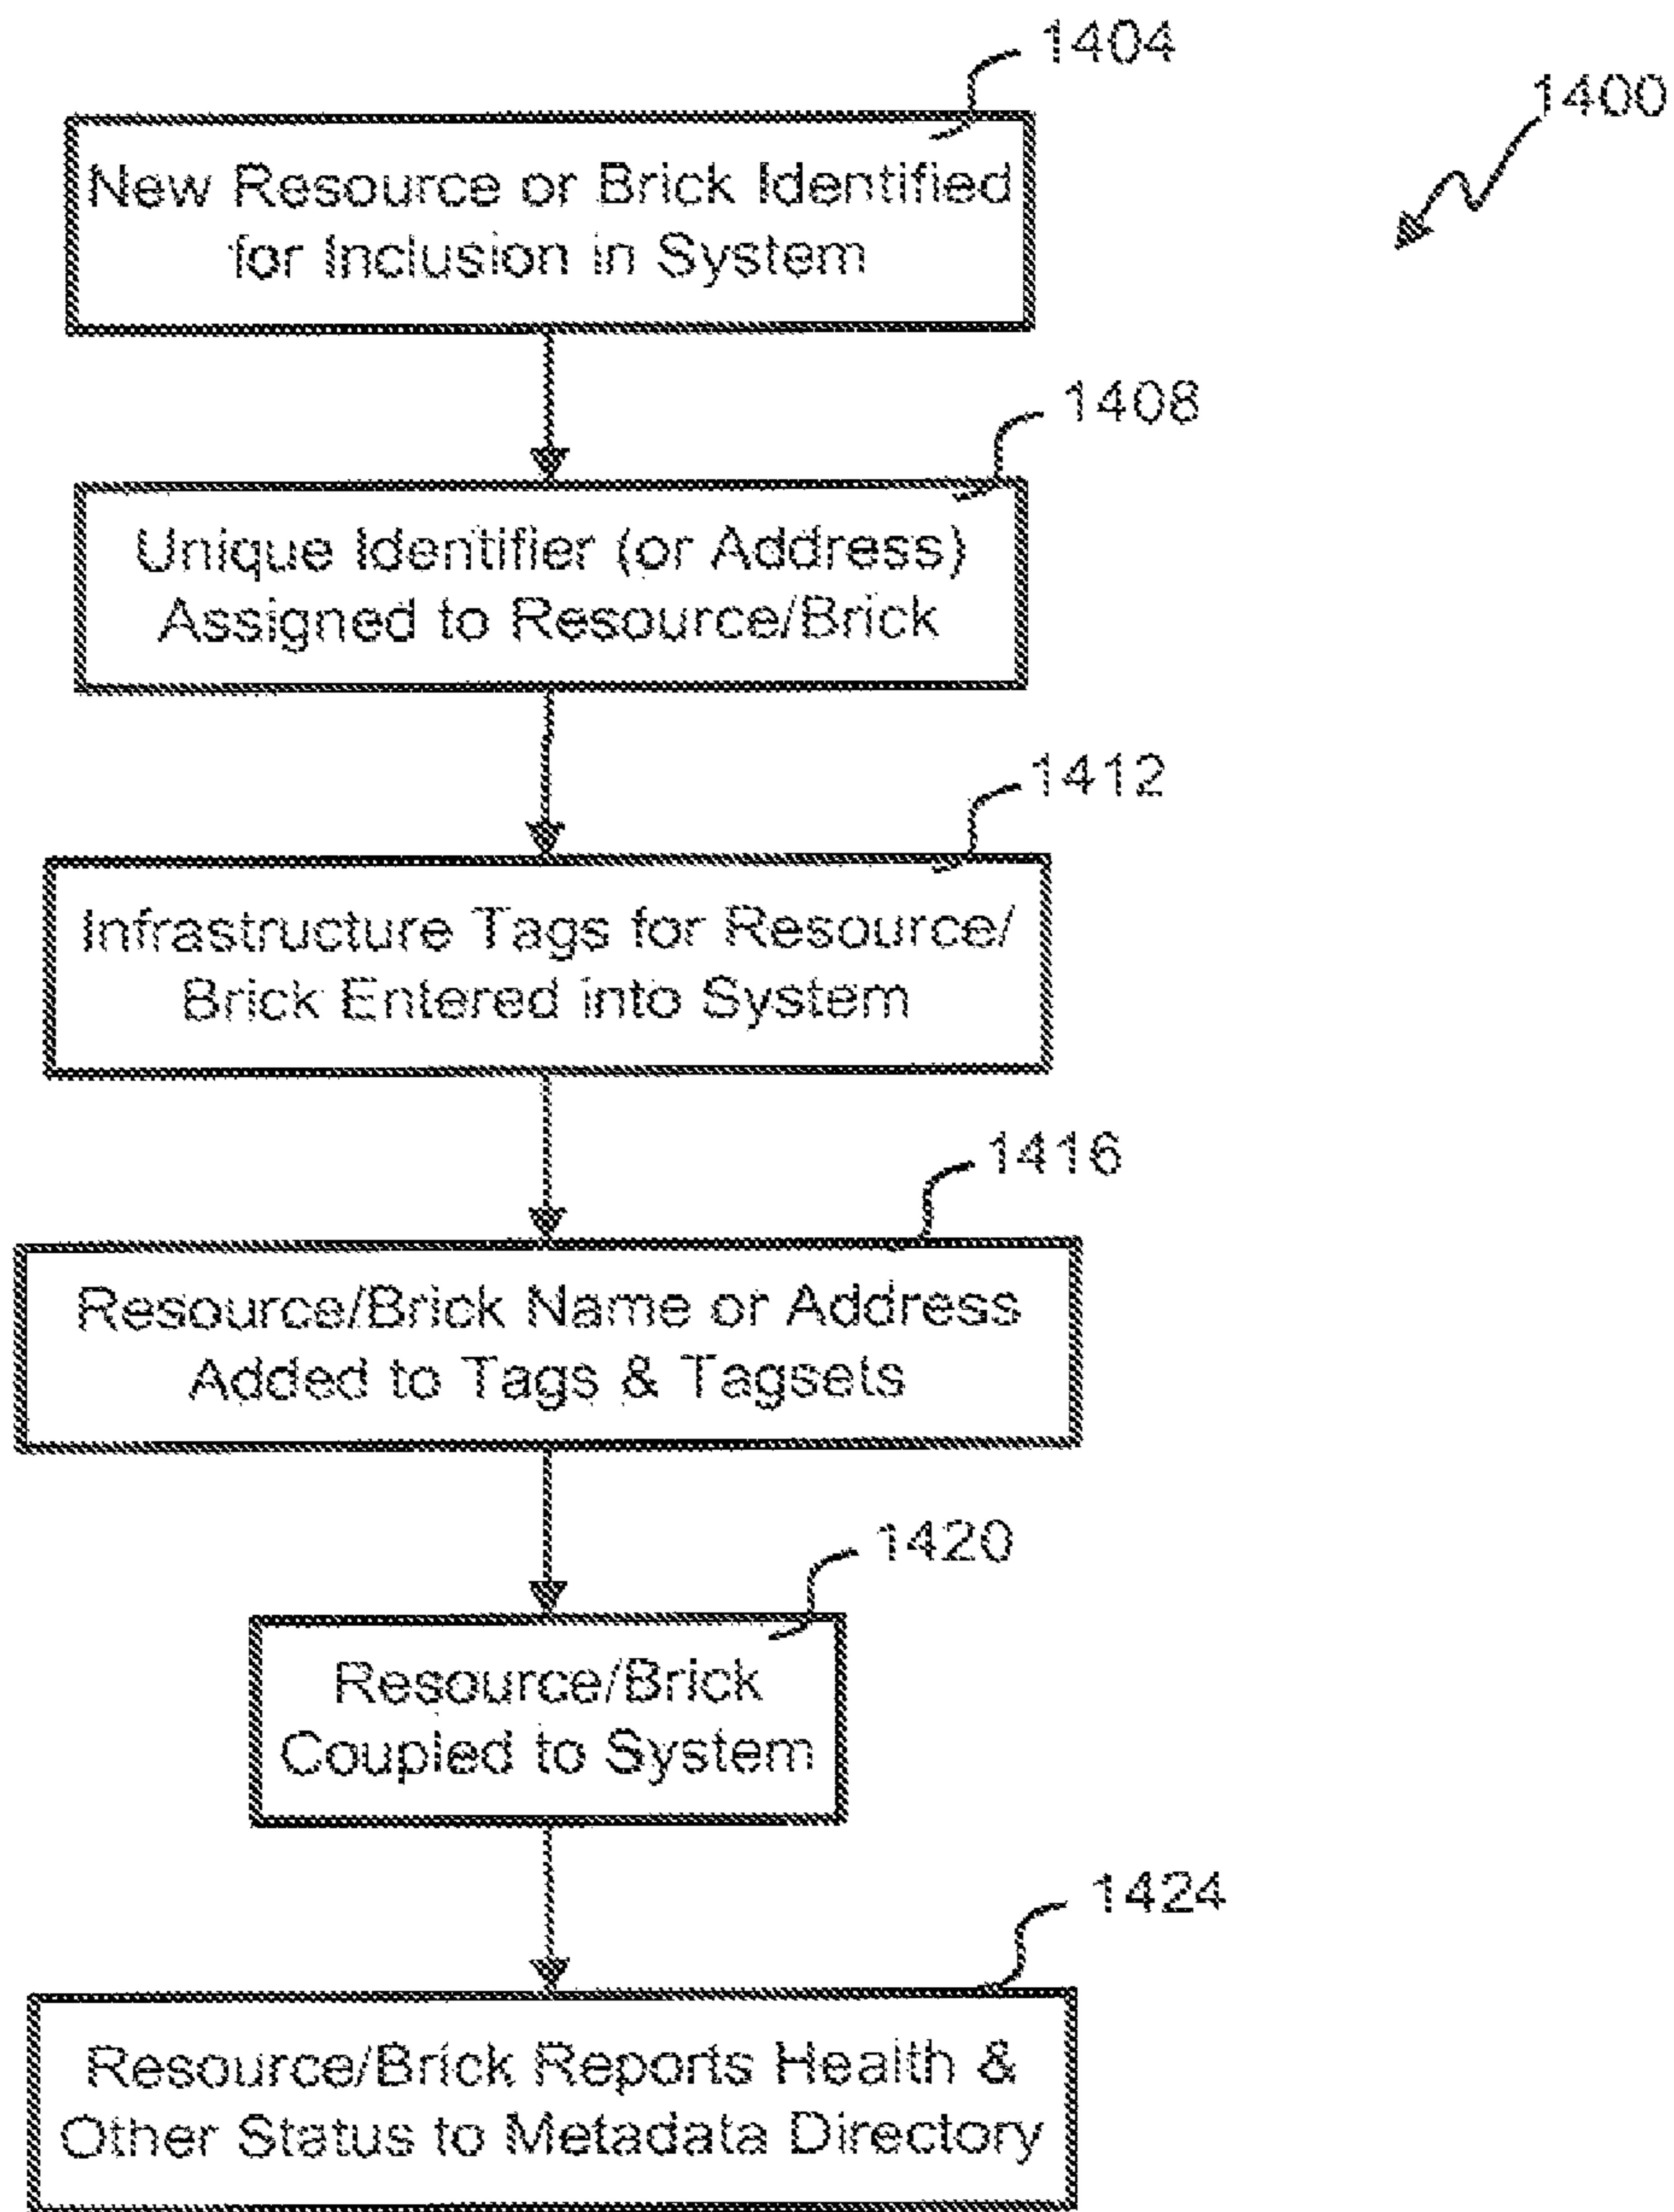 1404
1400
New Resource or Brick Identified
for Inclusion in System
1408
Unique Identifier (or Address)
Assigned to Resource/Brick
1412
Infrastructure Tags for Resource/
Brick Entered into System
1416
Resource/Brick Name or Address
Added to Tags & Tagsets
1420
Resource/Brick
Coupled to System
1424
Resource/Brick Reports Health &
Other Status to Metadata Directory